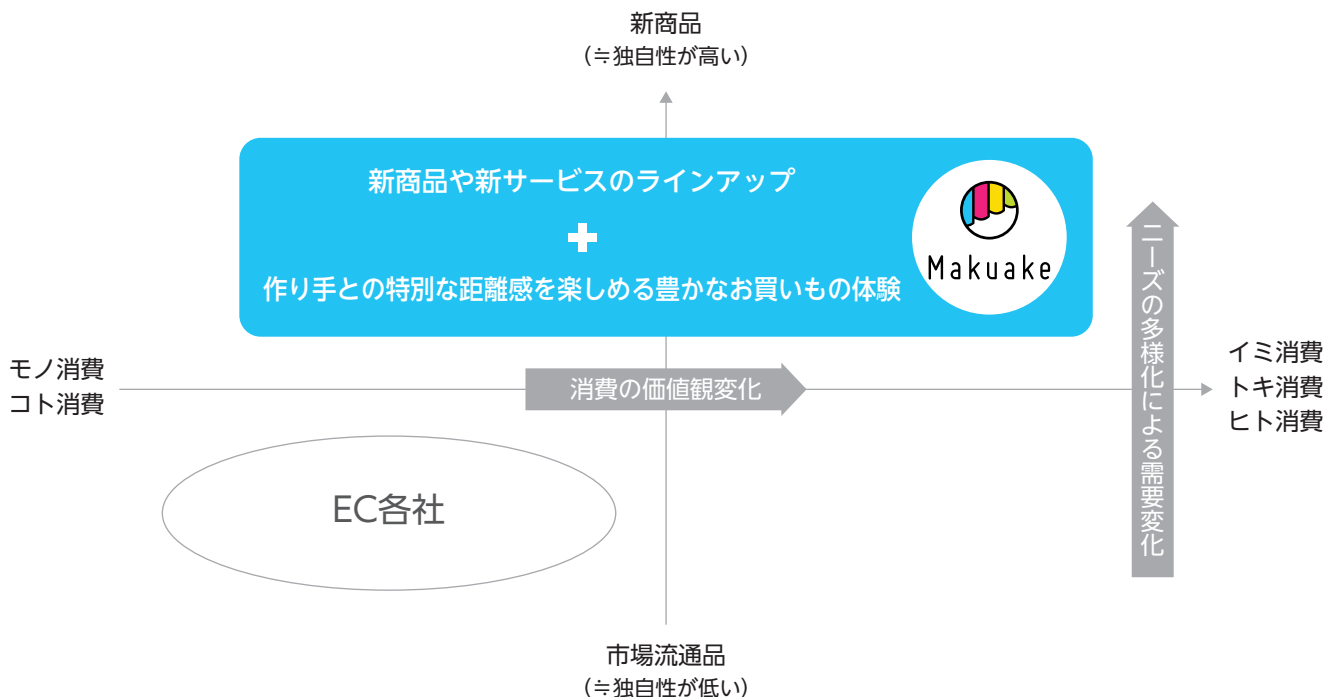 新商品
(≒独自性が高い)
新商品や新サービスのラインアップ
+
作り手との特別な距離感を楽しめる豊かなお買いもの体験
Makuake
モノ消費
コト消費
消費の価値観変化
ニーズの多様化による需要変化
イミ消費
トキ消費
ヒト消費
EC各社
市場流通品
(≒独自性が低い)